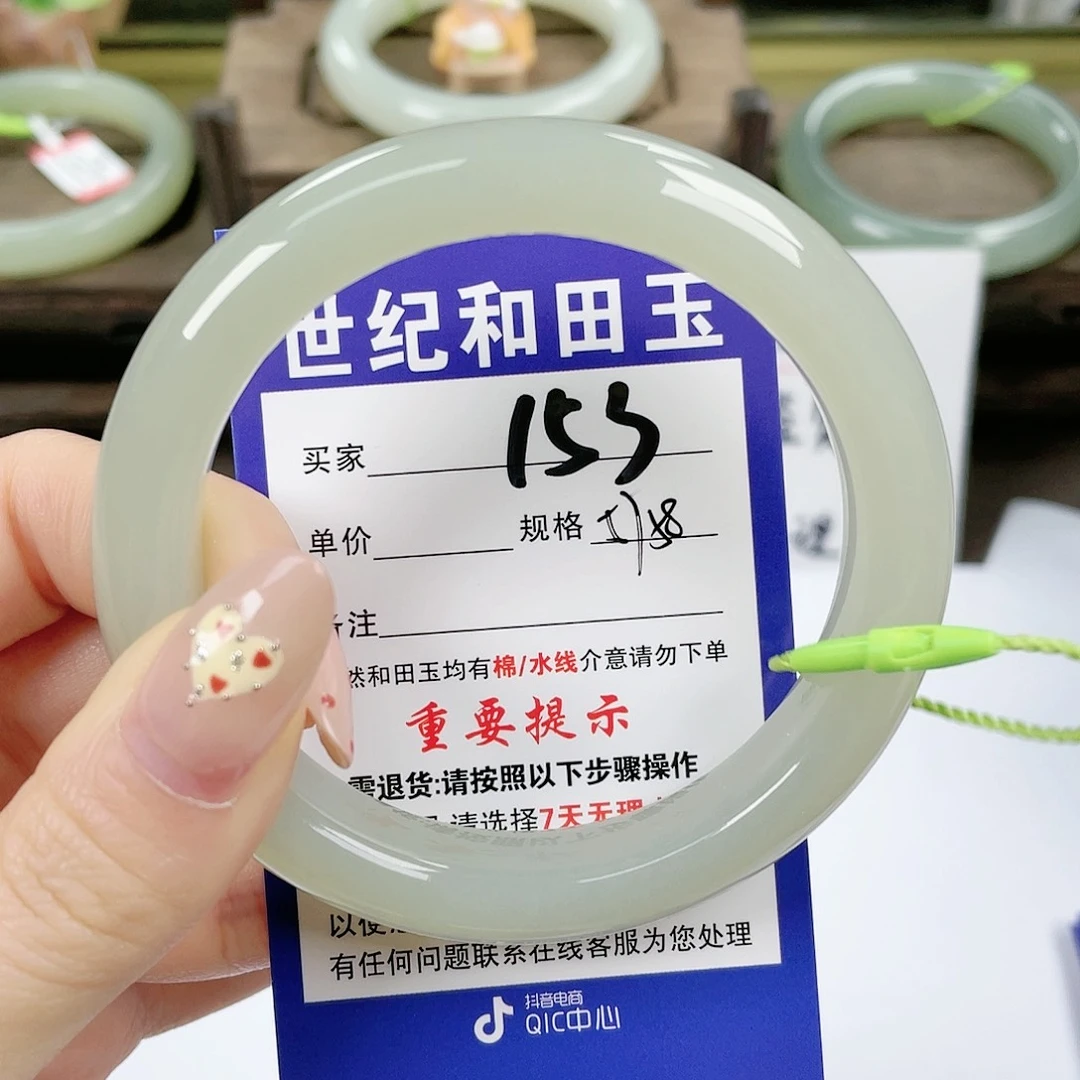 世纪和田玉
买家 153
单价 规格 58
备注
然和田玉均有棉/水线介意请勿下单
重要提示
需退货:请按照以下步骤操作
请选择7天无理
以便
有任何问题联系在线客服为您处理
抖音电商
QIC中心